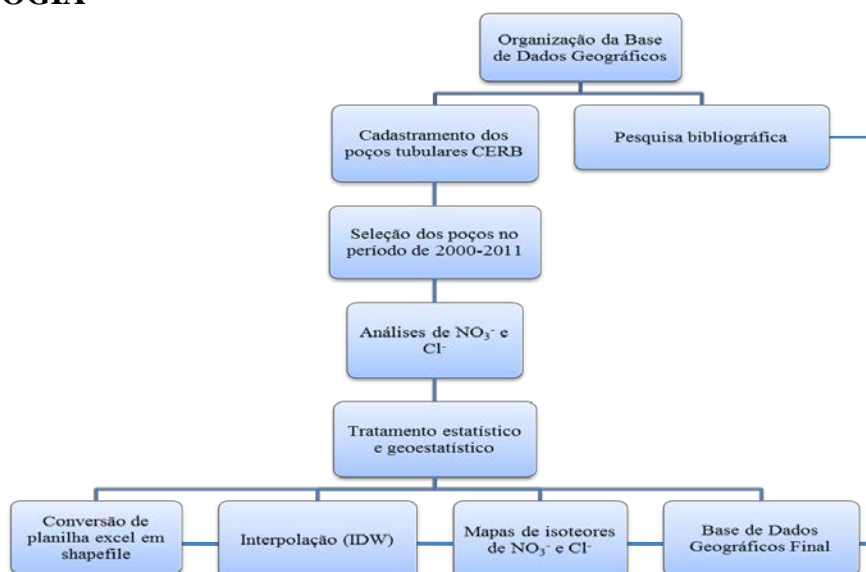 Organização da Base
de Dados Geográficos
Cadastramento dos
poços tubulares CERB
Pesquisa bibliográfica
Seleção dos poços no
período de 2000-2011
Análises de NO₃⁻ e
Cl⁻
Tratamento estatístico
e geoestatístico
Conversão de
planilha excel em
shapefile
Interpolação (IDW)
Mapas de isoteores
de NO₃⁻ e Cl⁻
Base de Dados
Geográficos Final